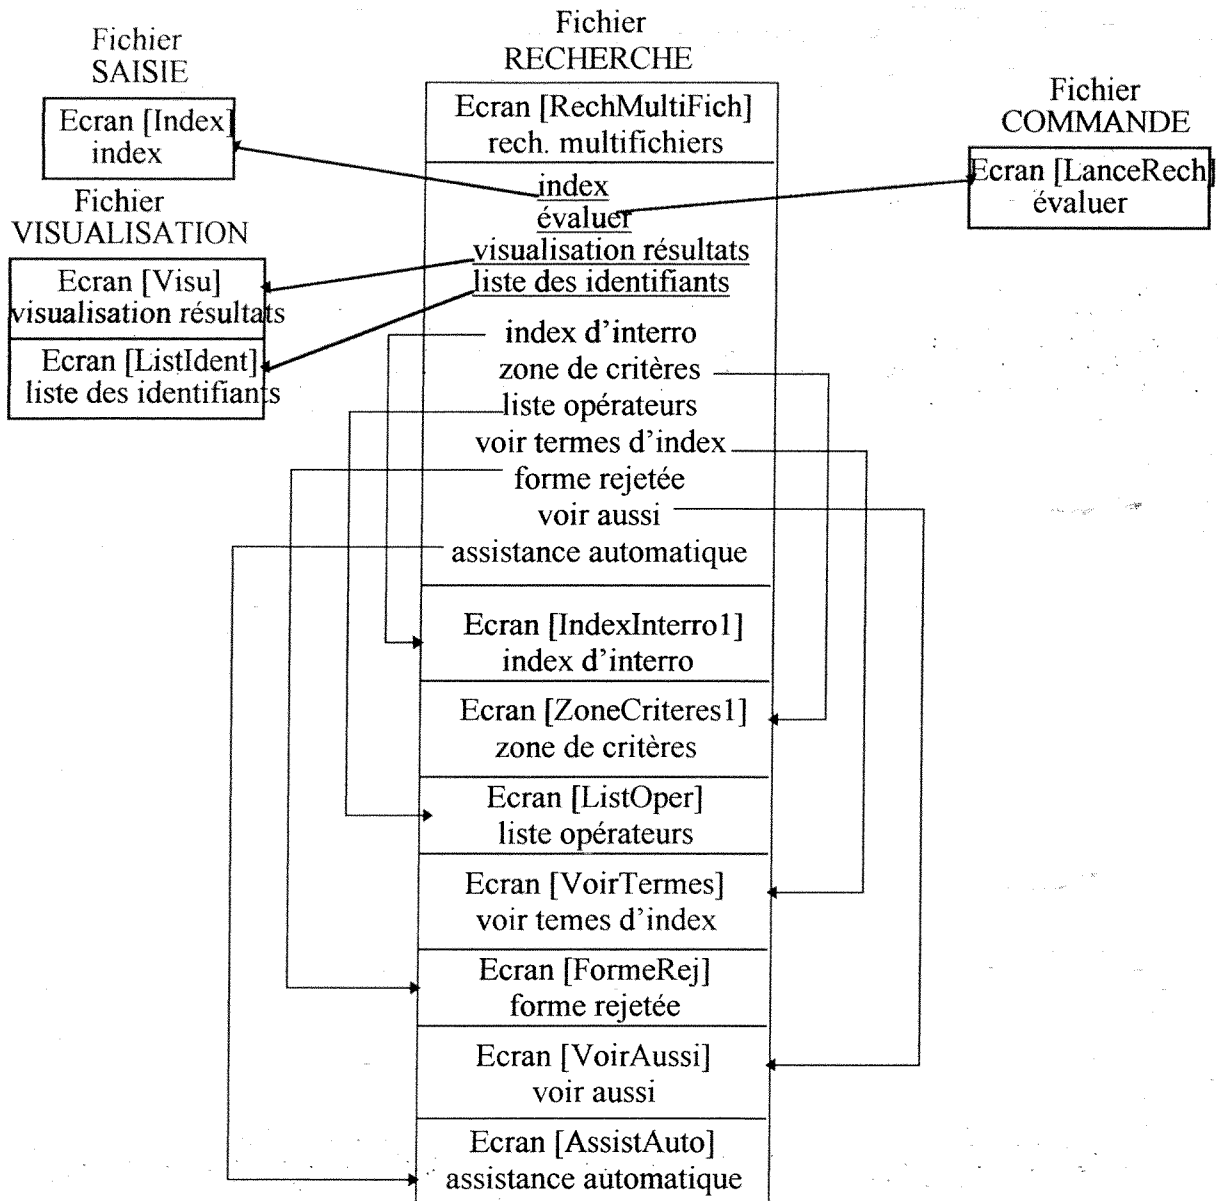 Fichier
SAISIE
Ecran [Index]
index
Fichier
VISUALISATION
Ecran [Visu]
visualisation résultats
Ecran [ListIdent]
liste des identifiants
Fichier
RECHERCHE
Ecran [RechMultiFich]
rech. multifichiers
index
évaluer
visualisation résultats
liste des identifiants
index d'interro
zone de critères
liste opérateurs
voir termes d'index
forme rejetée
voir aussi
assistance automatique
Ecran [IndexInterro1]
index d'interro
Ecran [ZoneCriteres1]
zone de critères
Ecran [ListOper]
liste opérateurs
Ecran [VoirTermes]
voir temes d'index
Ecran [FormeRej]
forme rejetée
Ecran [VoirAussi]
voir aussi
Ecran [AssistAuto]
assistance automatique
Fichier
COMMANDE
Ecran [LanceRech]
évaluer